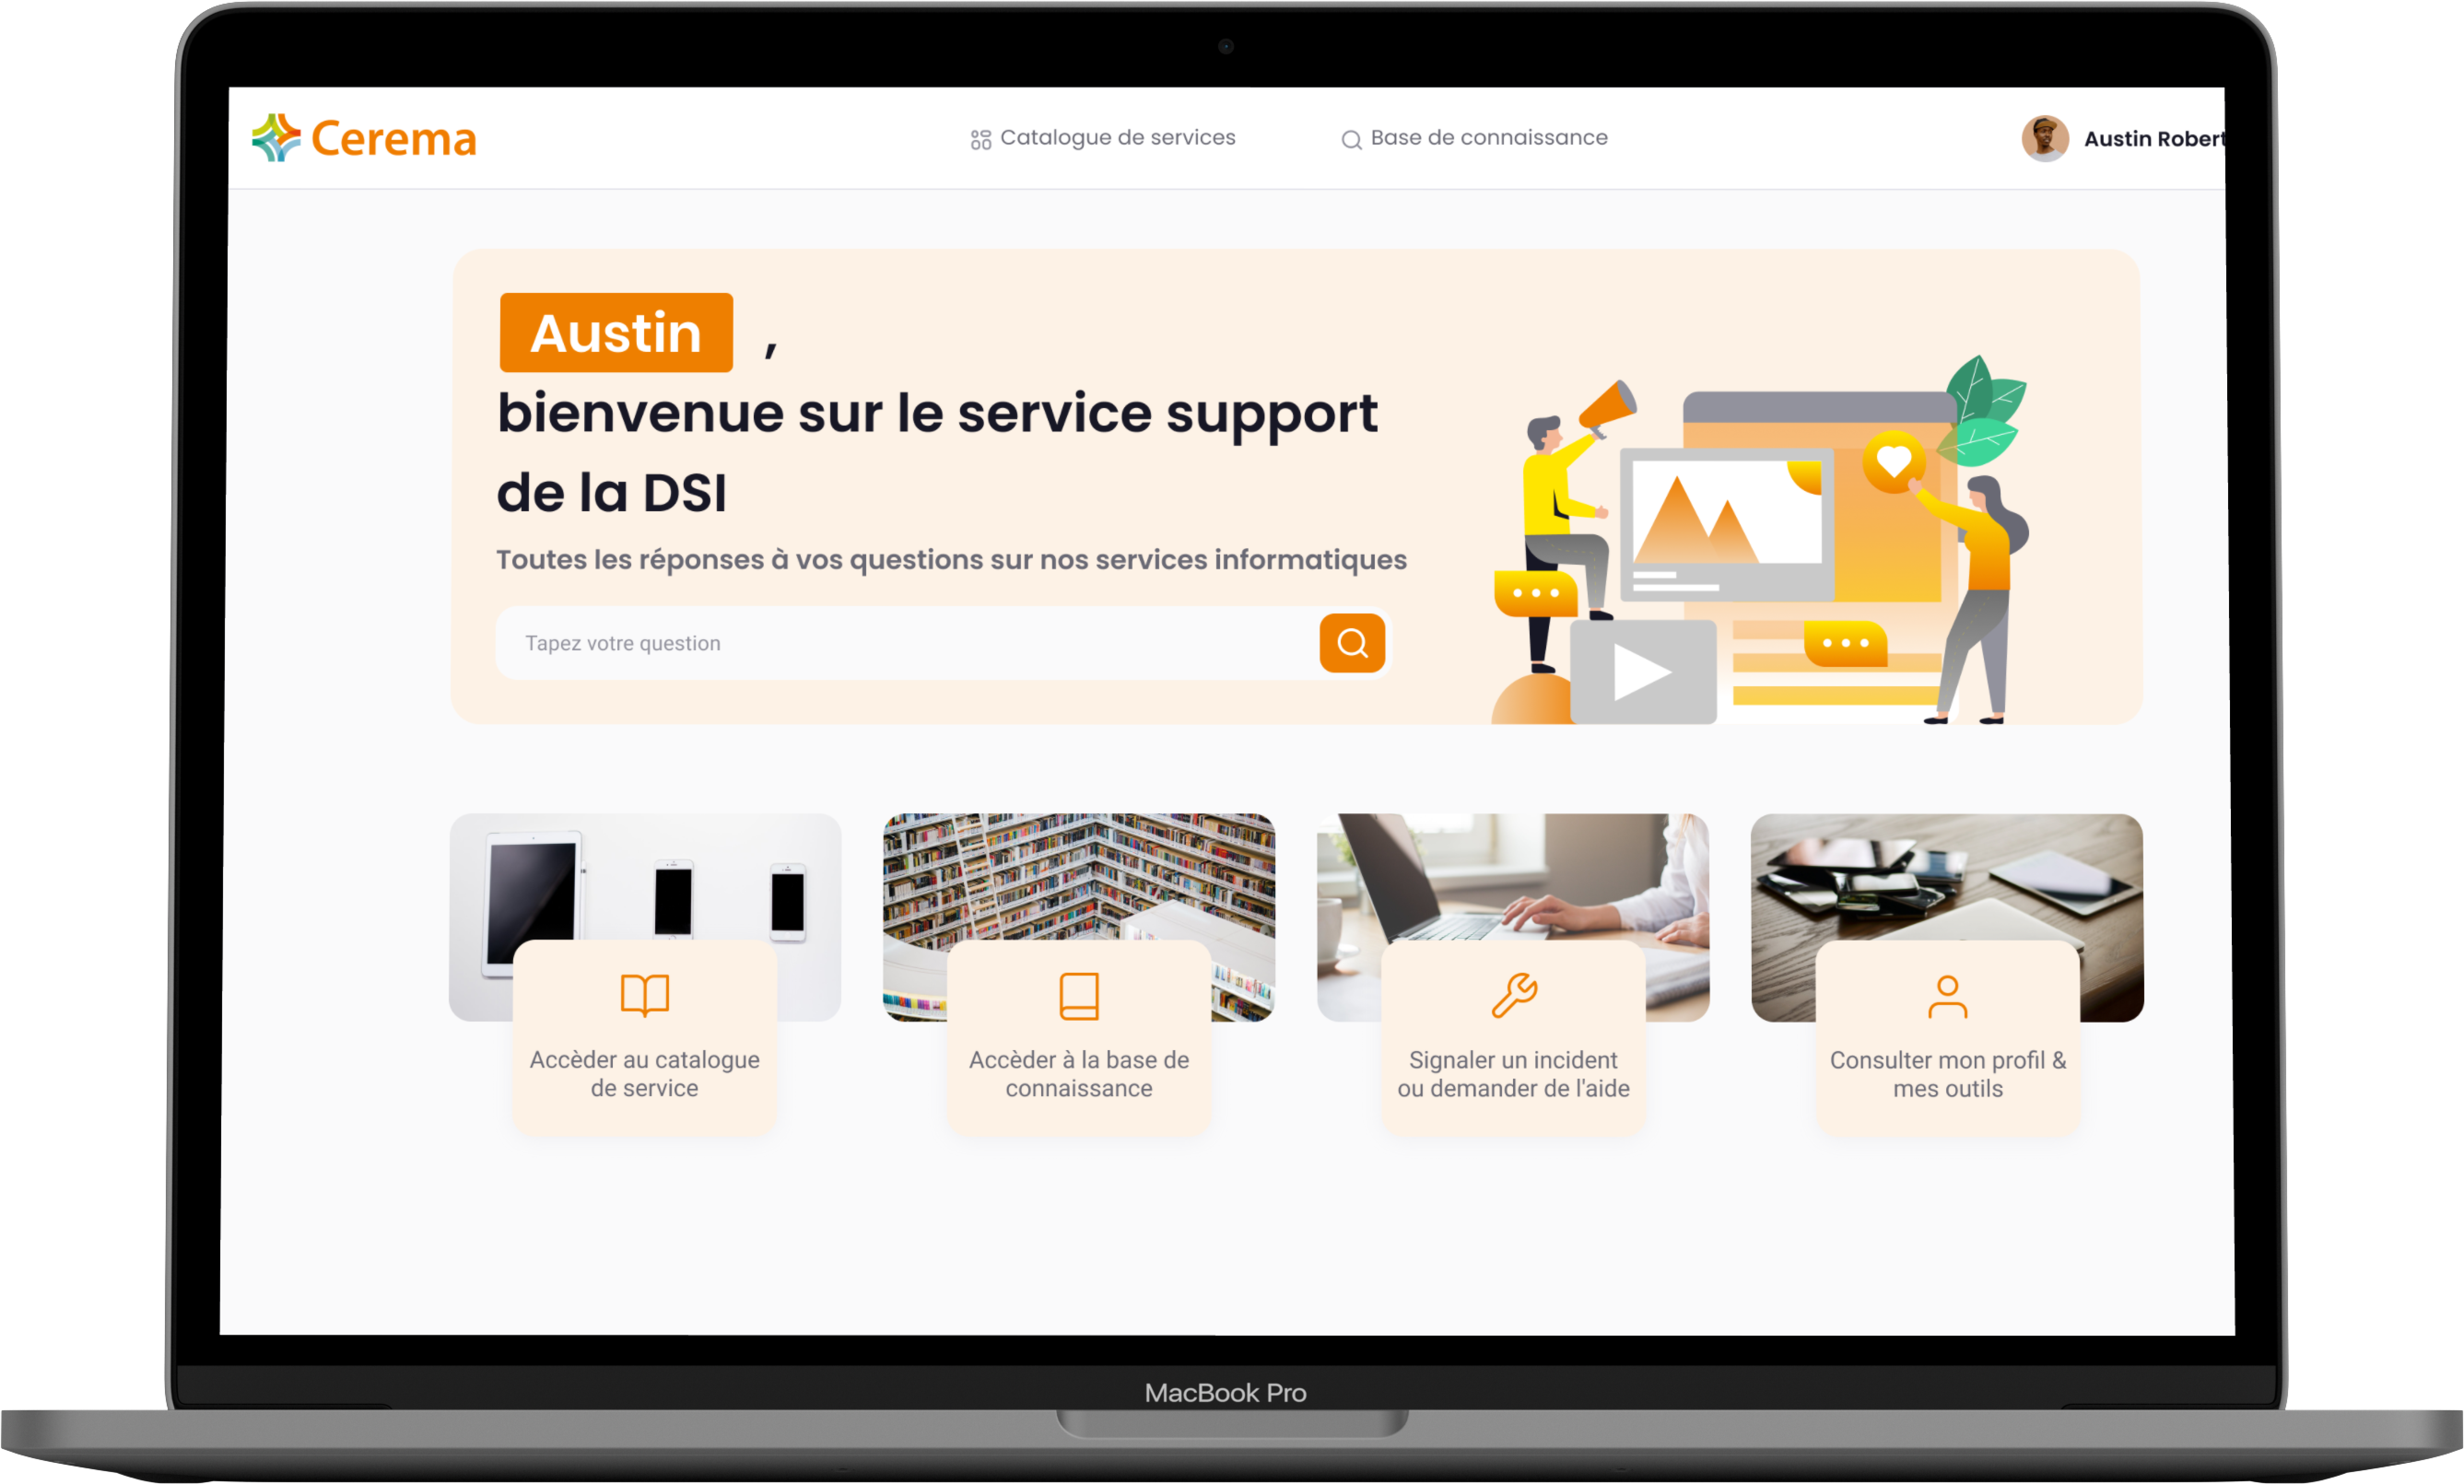 Cerema
Catalogue de services
Base de connaissance
Austin Robert
Austin ,
bienvenue sur le service support
de la DSI
Toutes les réponses à vos questions sur nos services informatiques
Tapez votre question
Accèder au catalogue
de service
Accèder à la base de
connaissance
Signaler un incident
ou demander de l'aide
Consulter mon profil &
mes outils
MacBook Pro